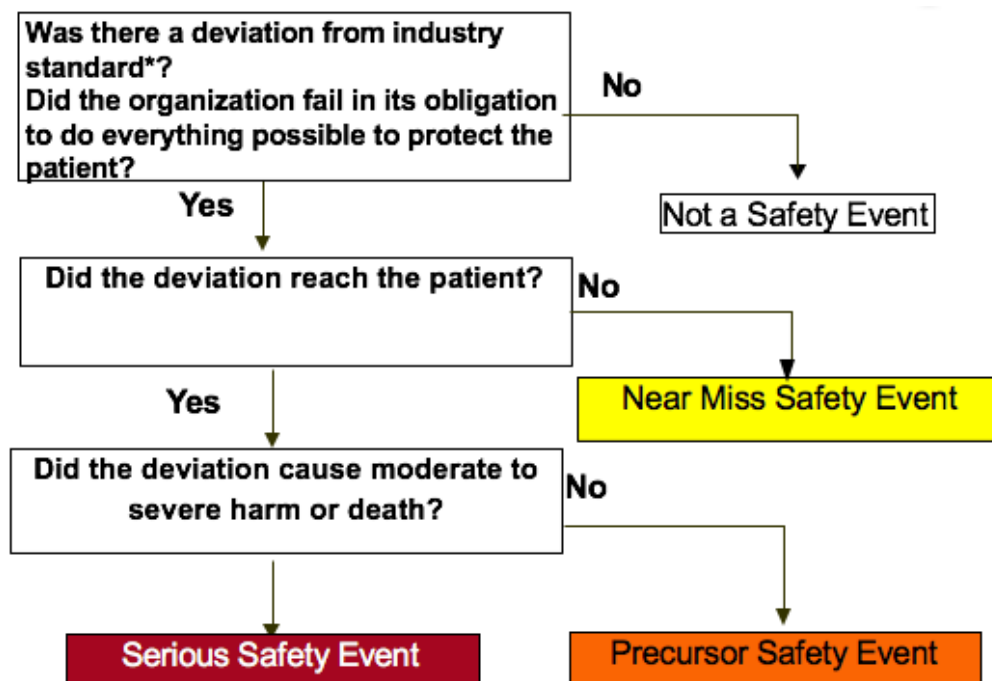 Was there a deviation from industry
standard*?
Did the organization fail in its obligation
to do everything possible to protect the
patient?
No
Yes
Not a Safety Event
Did the deviation reach the patient?
No
Yes
Near Miss Safety Event
Did the deviation cause moderate to
severe harm or death?
No
Serious Safety Event
Precursor Safety Event